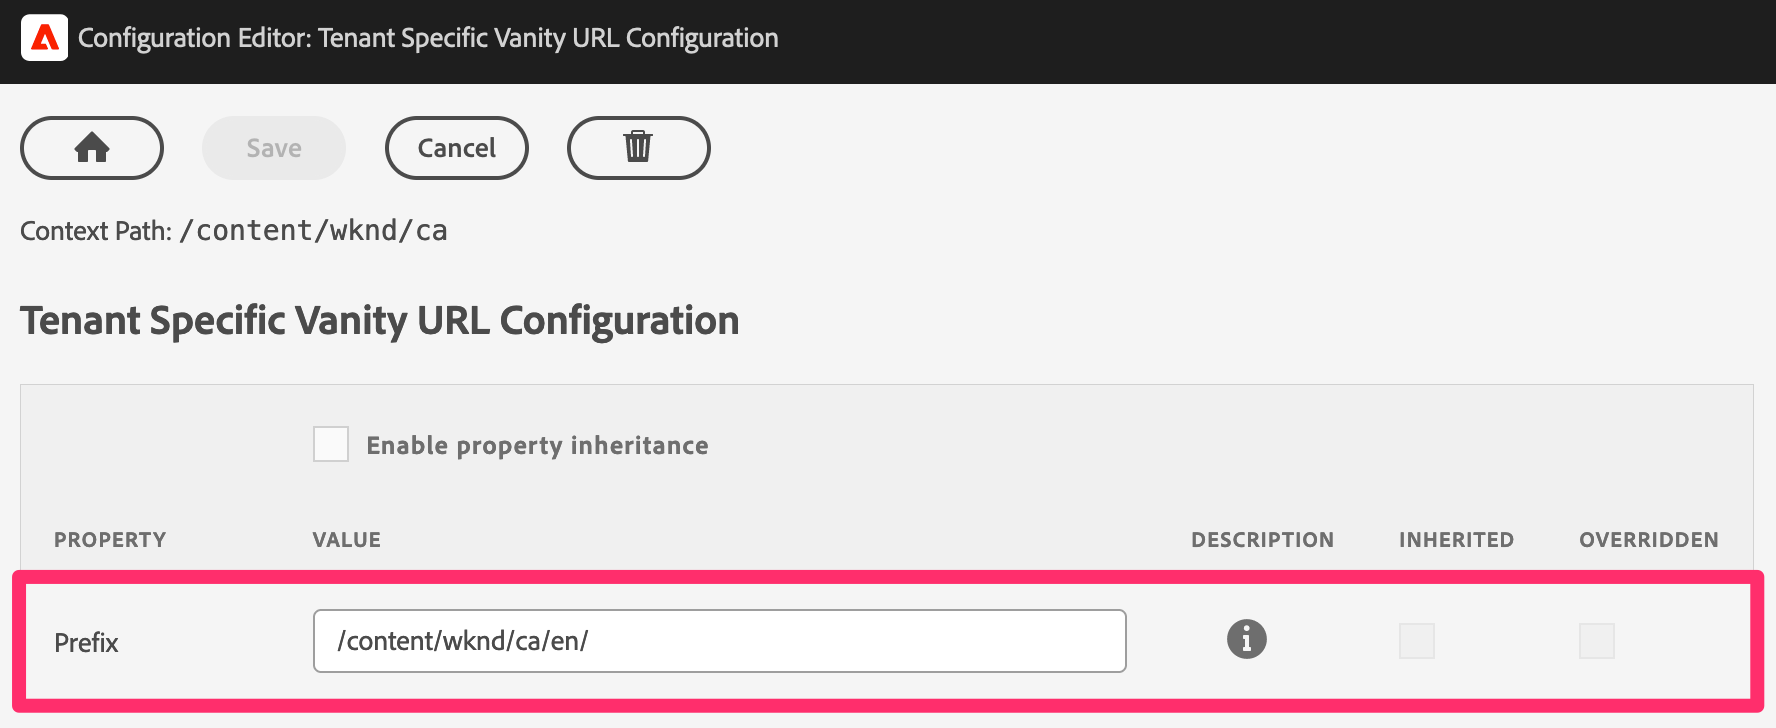 Configuration Editor: Tenant Specific Vanity URL Configuration
Save
Cancel
Context Path: /content/wknd/ca
Tenant Specific Vanity URL Configuration
Enable property inheritance
PROPERTY VALUE DESCRIPTION INHERITED OVERRIDDEN
Prefix /content/wknd/ca/en/